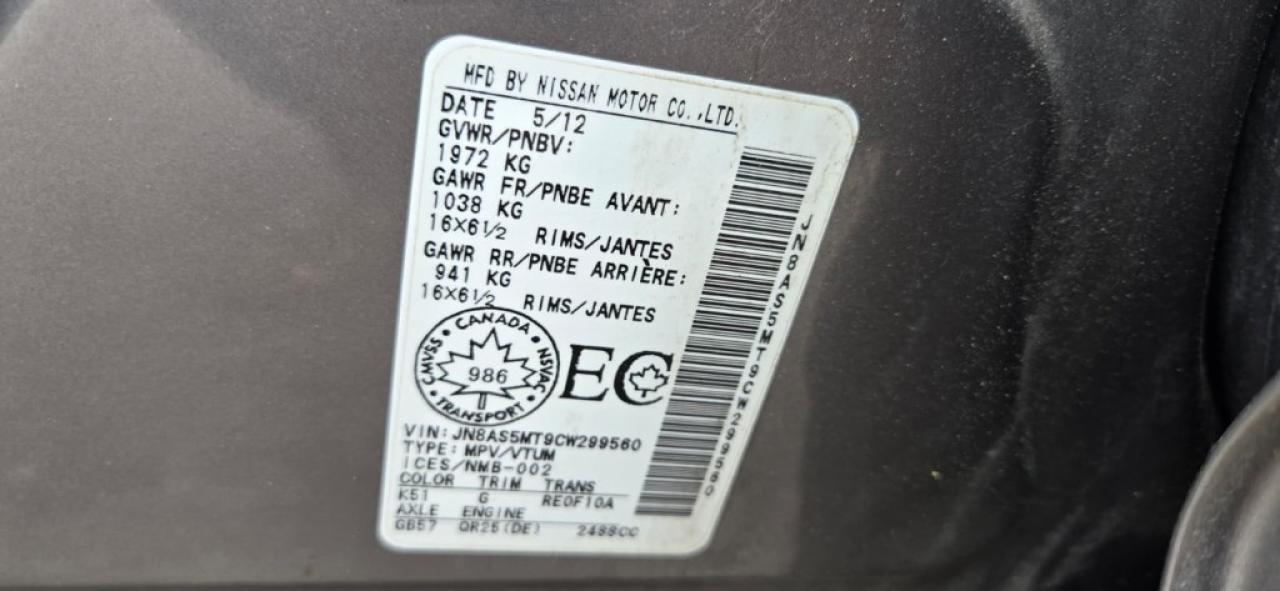 MFD BY NISSAN MOTOR CO.,LTD.
DATE 5/12
GVWR/PNBV:
1972 KG
GAWR FR/PNBE AVANT:
1038 KG
16X6½ RIMS/JANTES
GAWR RR/PNBE ARRIÈRE:
941 KG
16X6½ RIMS/JANTES
CANADA
CMVSS NSVAC
986
TRANSPORT
EC
VIN: JN8AS5MT9CW299560
TYPE: MPV/VTUM
ICES/NMB-002
COLOR TRIM TRANS
K51 G RE0F10A
AXLE ENGINE
GB57 QR25(DE) 2488CC
JN8AS5MT9CW299560